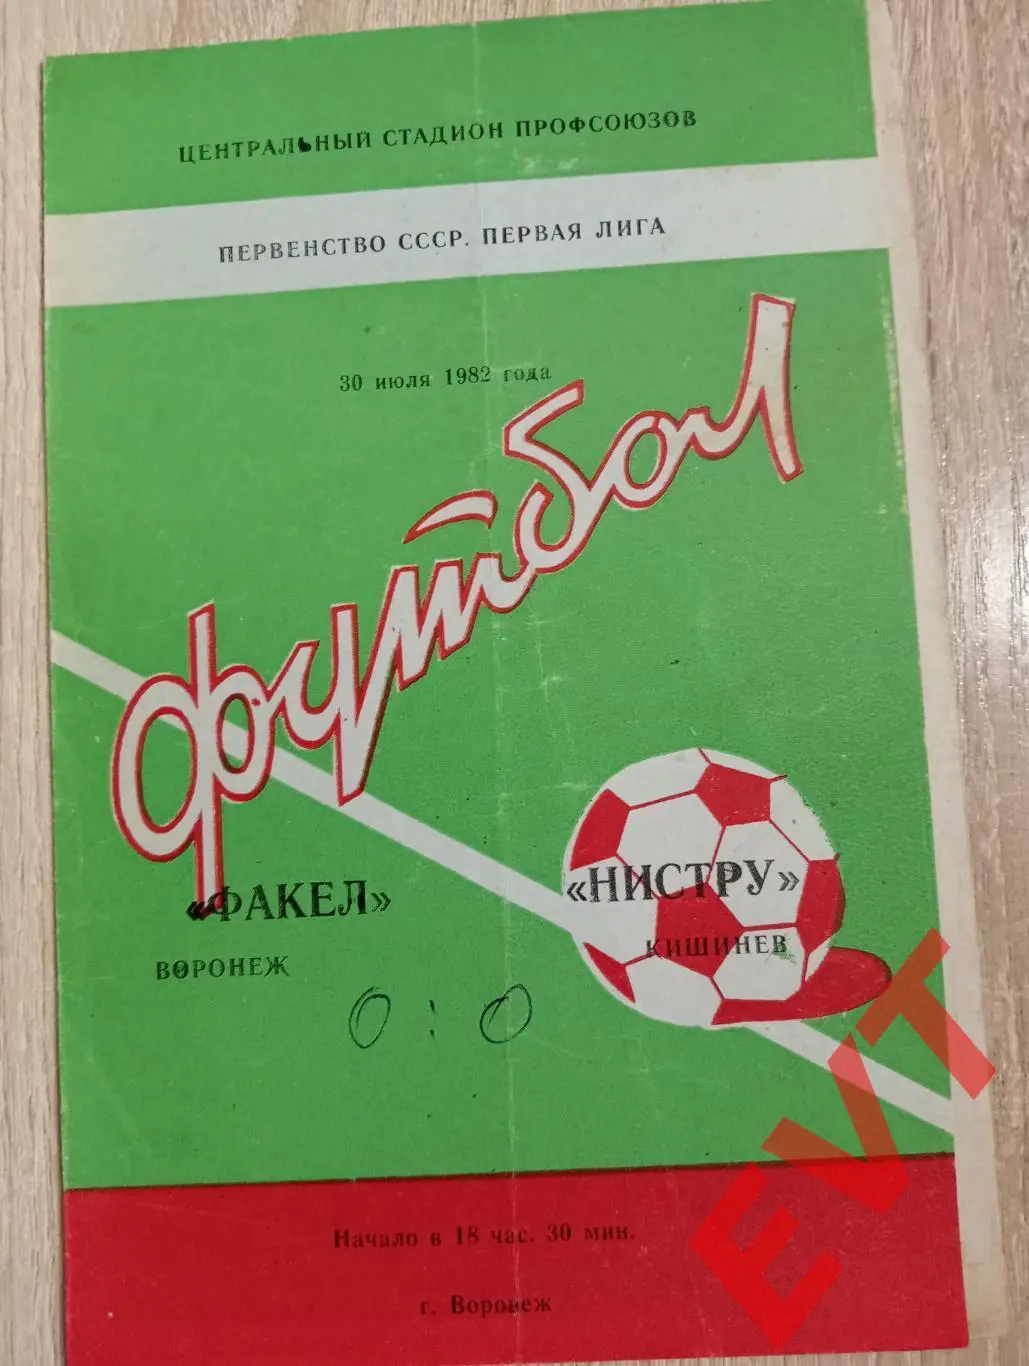 ЦЕНТРАЛЬНЫЙ СТАДИОН ПРОФСОЮЗОВ
ПЕРВЕНСТВО СССР. ПЕРВАЯ ЛИГА
30 июля 1982 года
футбол
«ФАКЕЛ» «НИСТРУ»
ВОРОНЕЖ КИШИНЕВ
0 : 0
Начало в 18 час. 30 мин.
г. Воронеж
EVT